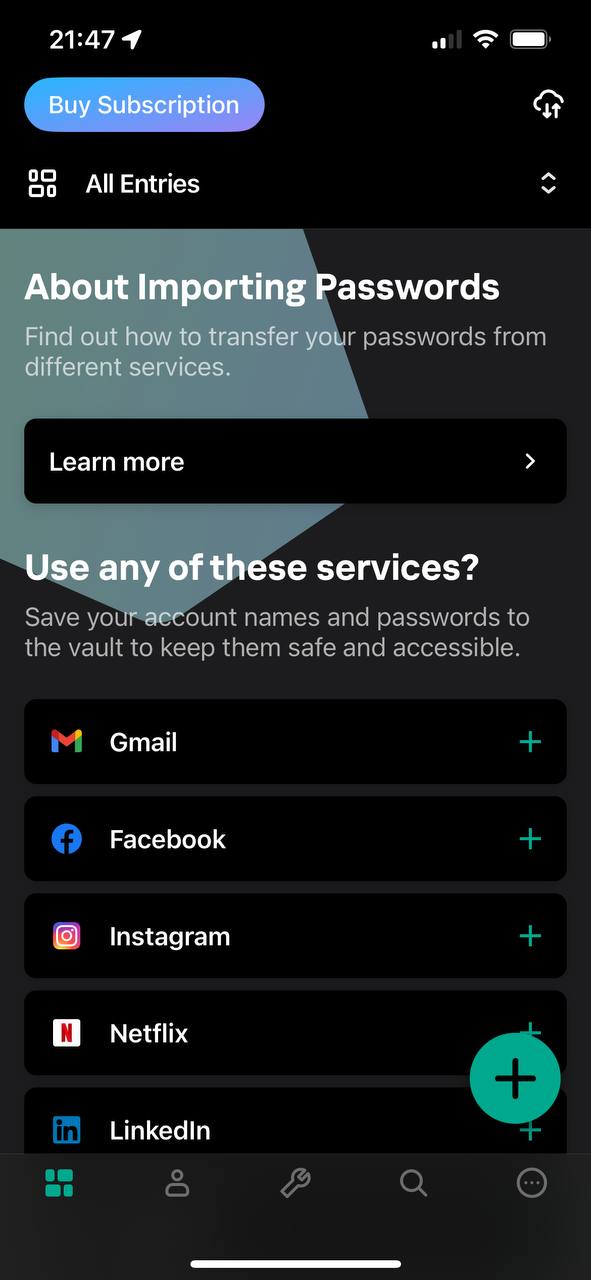 21:47
Buy Subscription
All Entries
About Importing Passwords
Find out how to transfer your passwords from
different services.
Learn more
Use any of these services?
Save your account names and passwords to
the vault to keep them safe and accessible.
Gmail
Facebook
Instagram
Netflix
LinkedIn